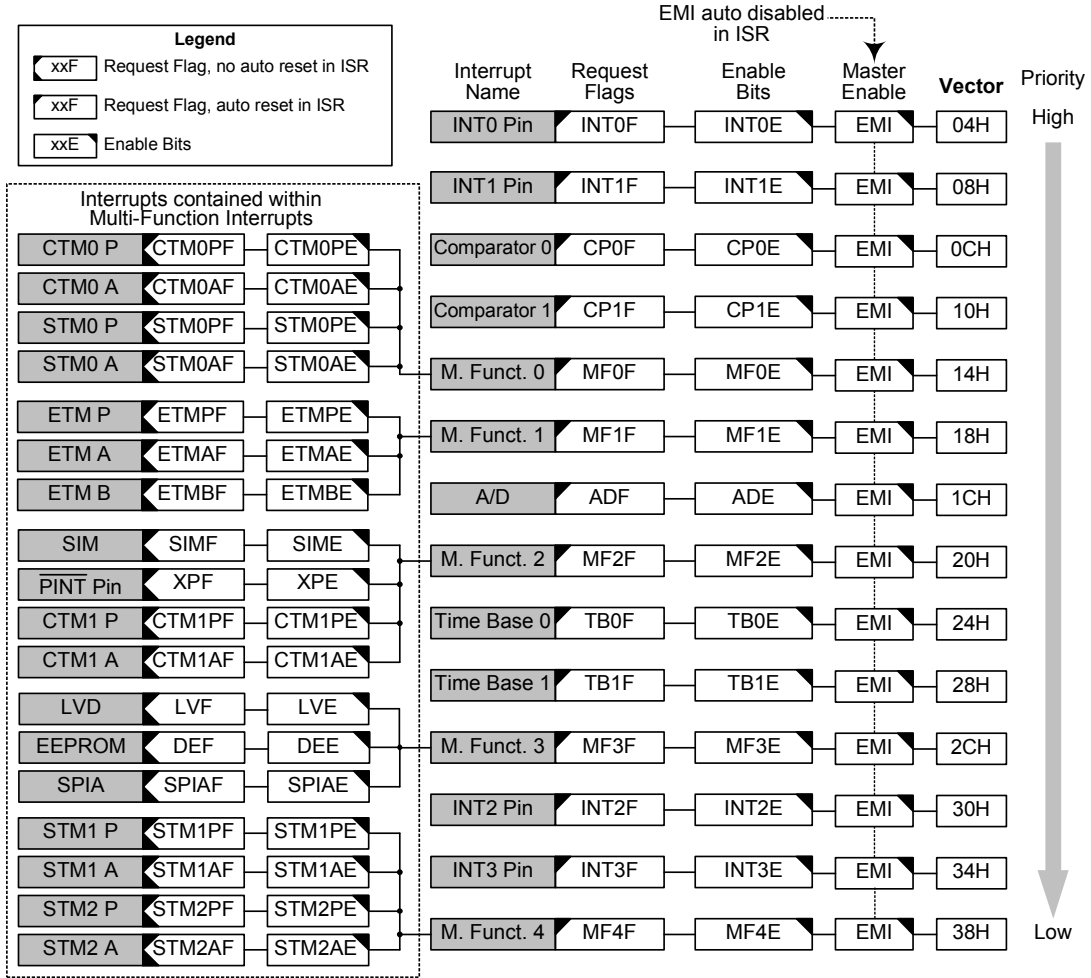 EMI auto disabled
in ISR
Legend
xxF Request Flag, no auto reset in ISR
xxF Request Flag, auto reset in ISR
xxE Enable Bits
Interrupt Name Request Flags Enable Bits Master Enable Vector Priority
High
INT0 Pin INT0F INT0E EMI 04H
INT1 Pin INT1F INT1E EMI 08H
Comparator 0 CP0F CP0E EMI 0CH
Comparator 1 CP1F CP1E EMI 10H
M. Funct. 0 MF0F MF0E EMI 14H
M. Funct. 1 MF1F MF1E EMI 18H
A/D ADF ADE EMI 1CH
M. Funct. 2 MF2F MF2E EMI 20H
Time Base 0 TB0F TB0E EMI 24H
Time Base 1 TB1F TB1E EMI 28H
M. Funct. 3 MF3F MF3E EMI 2CH
INT2 Pin INT2F INT2E EMI 30H
INT3 Pin INT3F INT3E EMI 34H
M. Funct. 4 MF4F MF4E EMI 38H
Low
Interrupts contained within
Multi-Function Interrupts
CTM0 P CTM0PF CTM0PE
CTM0 A CTM0AF CTM0AE
STM0 P STM0PF STM0PE
STM0 A STM0AF STM0AE
ETM P ETMPF ETMPE
ETM A ETMAF ETMAE
ETM B ETMBF ETMBE
SIM SIMF SIME
PINT Pin XPF XPE
CTM1 P CTM1PF CTM1PE
CTM1 A CTM1AF CTM1AE
LVD LVF LVE
EEPROM DEF DEE
SPIA SPIAF SPIAE
STM1 P STM1PF STM1PE
STM1 A STM1AF STM1AE
STM2 P STM2PF STM2PE
STM2 A STM2AF STM2AE